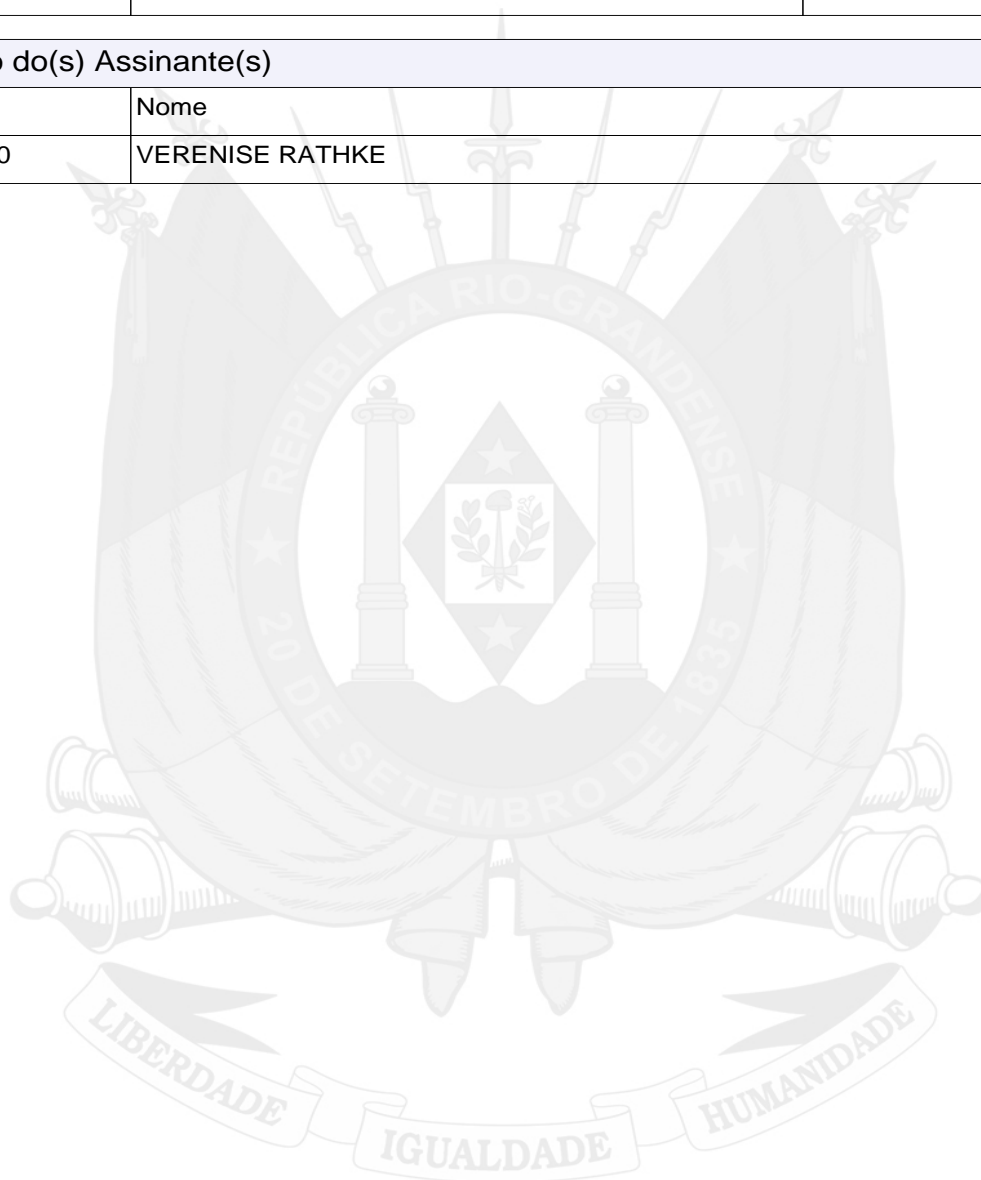 o do(s) Assinante(s)
Nome
0 VERENISE RATHKE
REPÚBLICA RIO-GRANDENSE
20 DE SETEMBRO DE 1835
LIBERDADE IGUALDADE HUMANIDADE